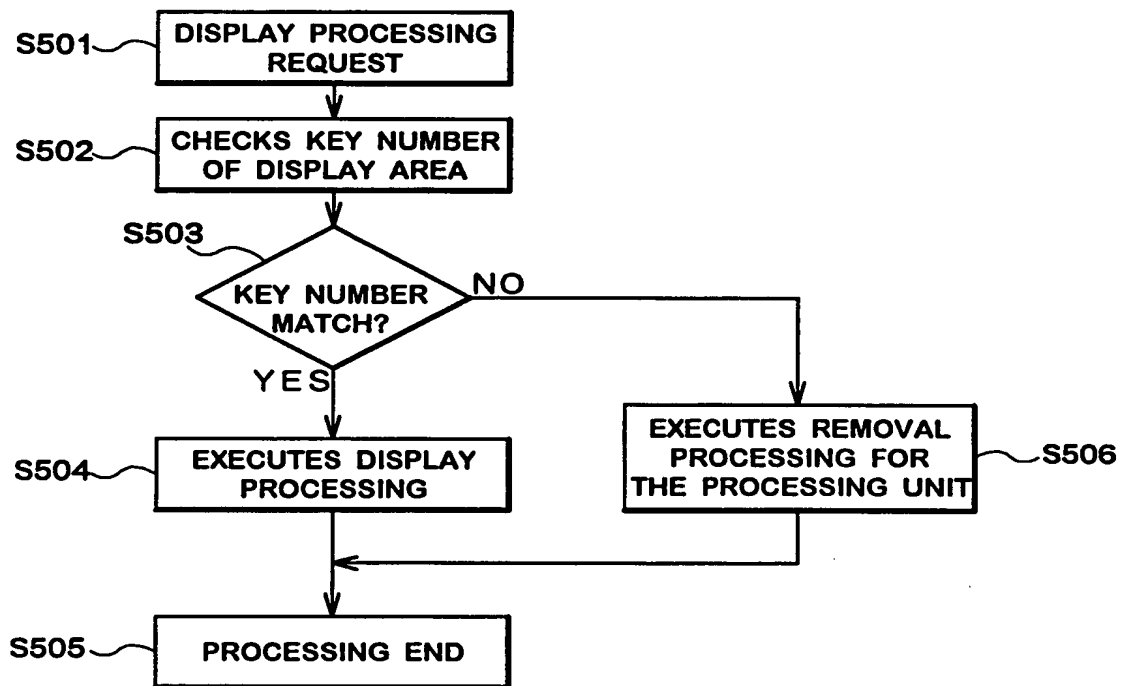 S501
DISPLAY PROCESSING
REQUEST
S502
CHECKS KEY NUMBER
OF DISPLAY AREA
S503
KEY NUMBER
MATCH?
NO
YES
S504
EXECUTES DISPLAY
PROCESSING
EXECUTES REMOVAL
PROCESSING FOR
THE PROCESSING UNIT
S506
S505
PROCESSING END